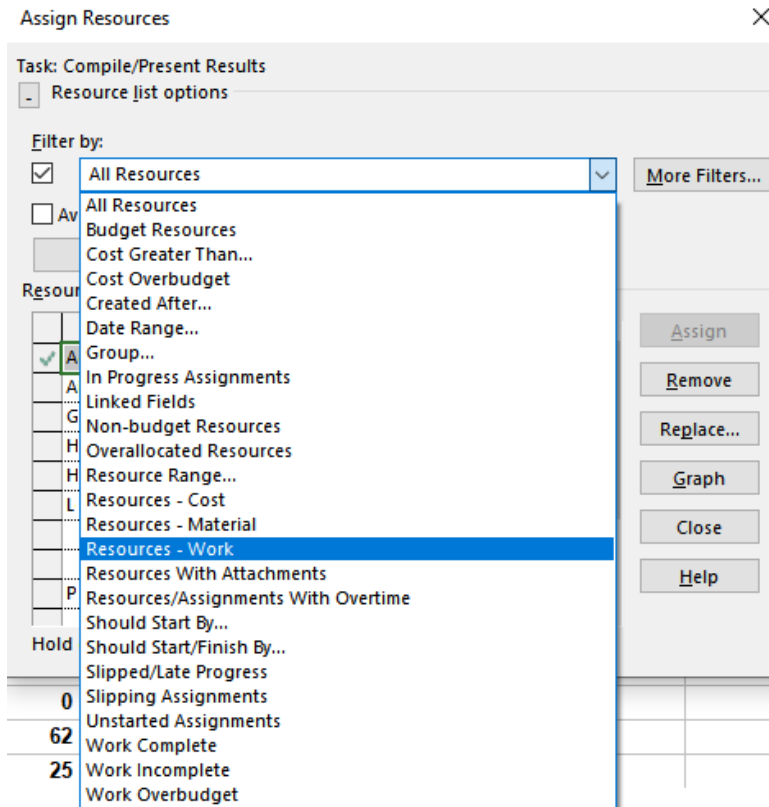 Assign Resources
Task: Compile/Present Results
- Resource list options
Filter by:
All Resources
More Filters...
Av
All Resources
Budget Resources
Cost Greater Than...
Cost Overbudget
Created After...
Date Range...
Group...
In Progress Assignments
Linked Fields
Non-budget Resources
Overallocated Resources
Resource Range...
Resources - Cost
Resources - Material
Resources - Work
Resources With Attachments
Resources/Assignments With Overtime
Should Start By...
Should Start/Finish By...
Slipped/Late Progress
Slipping Assignments
Unstarted Assignments
Work Complete
Work Incomplete
Work Overbudget
Resour
A
A
G
H
H
L
P
Hold
0
62
25
Assign
Remove
Replace...
Graph
Close
Help